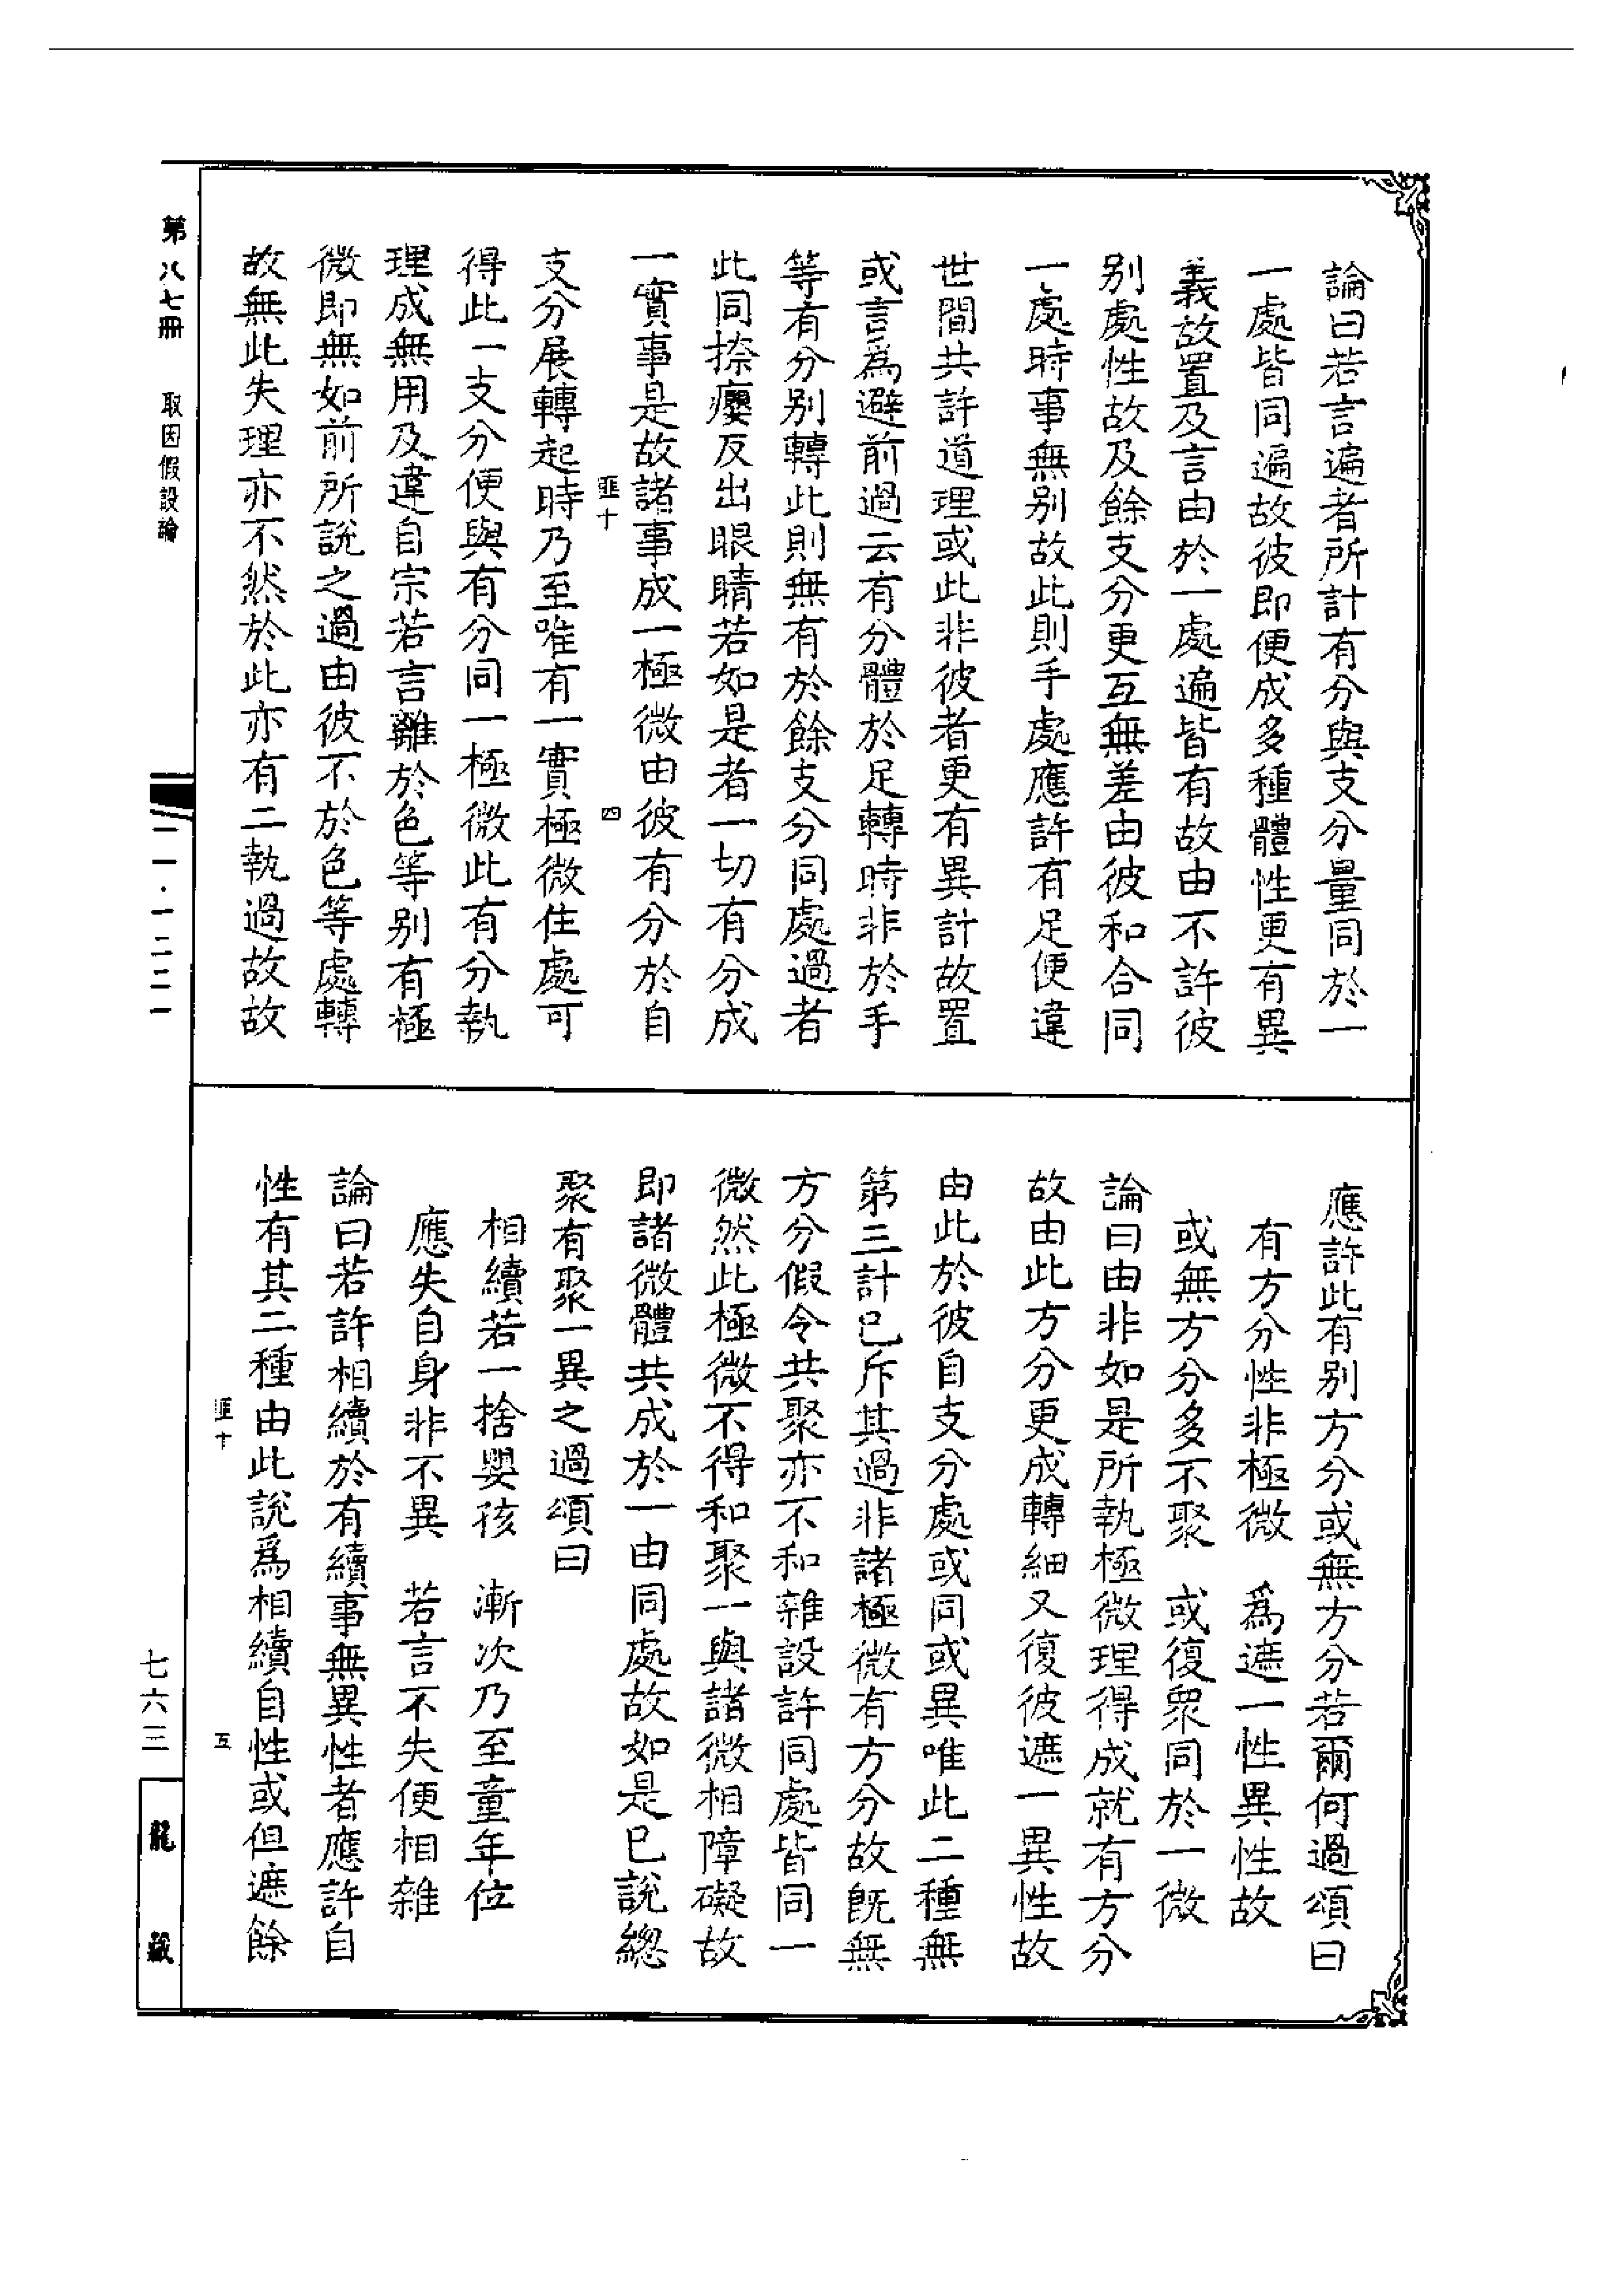 論曰若言遍者所計有分與支分量同於一
一處皆同遍故彼即便成多種體性更有異
義故置及言由於一處遍皆有故由不許彼
别處性故及餘支分更互無差由彼和合同
一處時事無别故此則手處應許有足便違
世間共許道理或此非彼者更有異計故置
或言爲避前過云有分體於足轉時非於手
等有分别轉此則無有於餘支分同處過者
此同捺癭反出眼睛若如是者一切有分成
一實事是故諸事成一極微由彼有分於自
匪十 四
支分展轉起時乃至唯有一實極微住處可
得此一支分便與有分同一極微此有分執
理成無用及違自宗若言離於色等别有極
微即無如前所說之過由彼不於色等處轉
故無此失理亦不然於此亦有二執過故故
應許此有别方分或無方分若爾何過頌曰
有方分性非極微　爲遮一性異性故
或無方分多不聚　或復衆同於一微
論曰由非如是所執極微理得成就有方分
故由此方分更成轉細又復彼遮一異性故
由此於彼自支分處或同或異唯此二種無
第三計已斥其過非諸極微有方分故既無
方分假令共聚亦不和雜設許同處皆同一
微然此極微不得和聚一與諸微相障礙故
即諸微體共成於一由同處故如是已說總
聚有聚一異之過頌曰
相續若一捨嬰孩　漸次乃至童年位
應失自身非不異　若言不失便相雜
論曰若許相續於有續事無異性者應許自
性有其二種由此說爲相續自性或但遮餘
匪十 五
第八七冊 取因假設論
一一·一二二一
七六三
龍藏